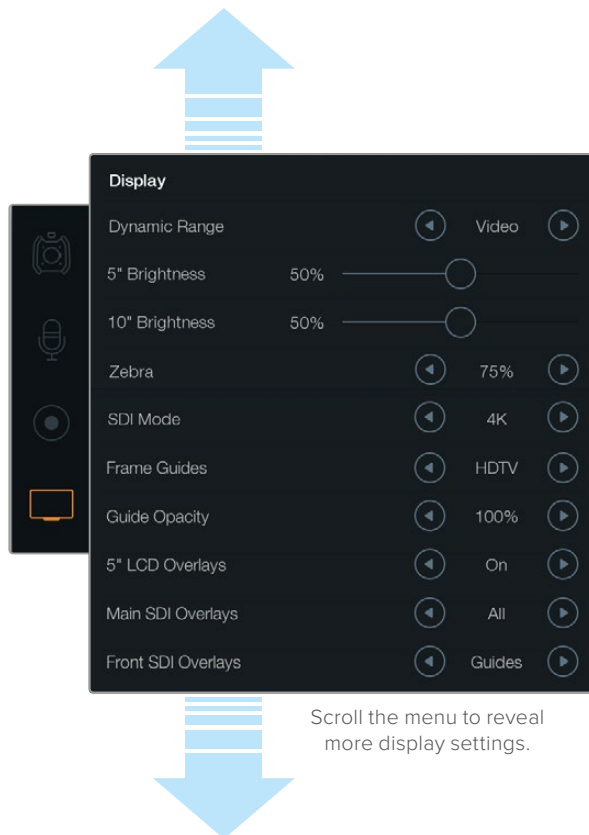 Display
Dynamic Range Video
5" Brightness 50%
10" Brightness 50%
Zebra 75%
SDI Mode 4K
Frame Guides HDTV
Guide Opacity 100%
5" LCD Overlays On
Main SDI Overlays All
Front SDI Overlays Guides
Scroll the menu to reveal
more display settings.